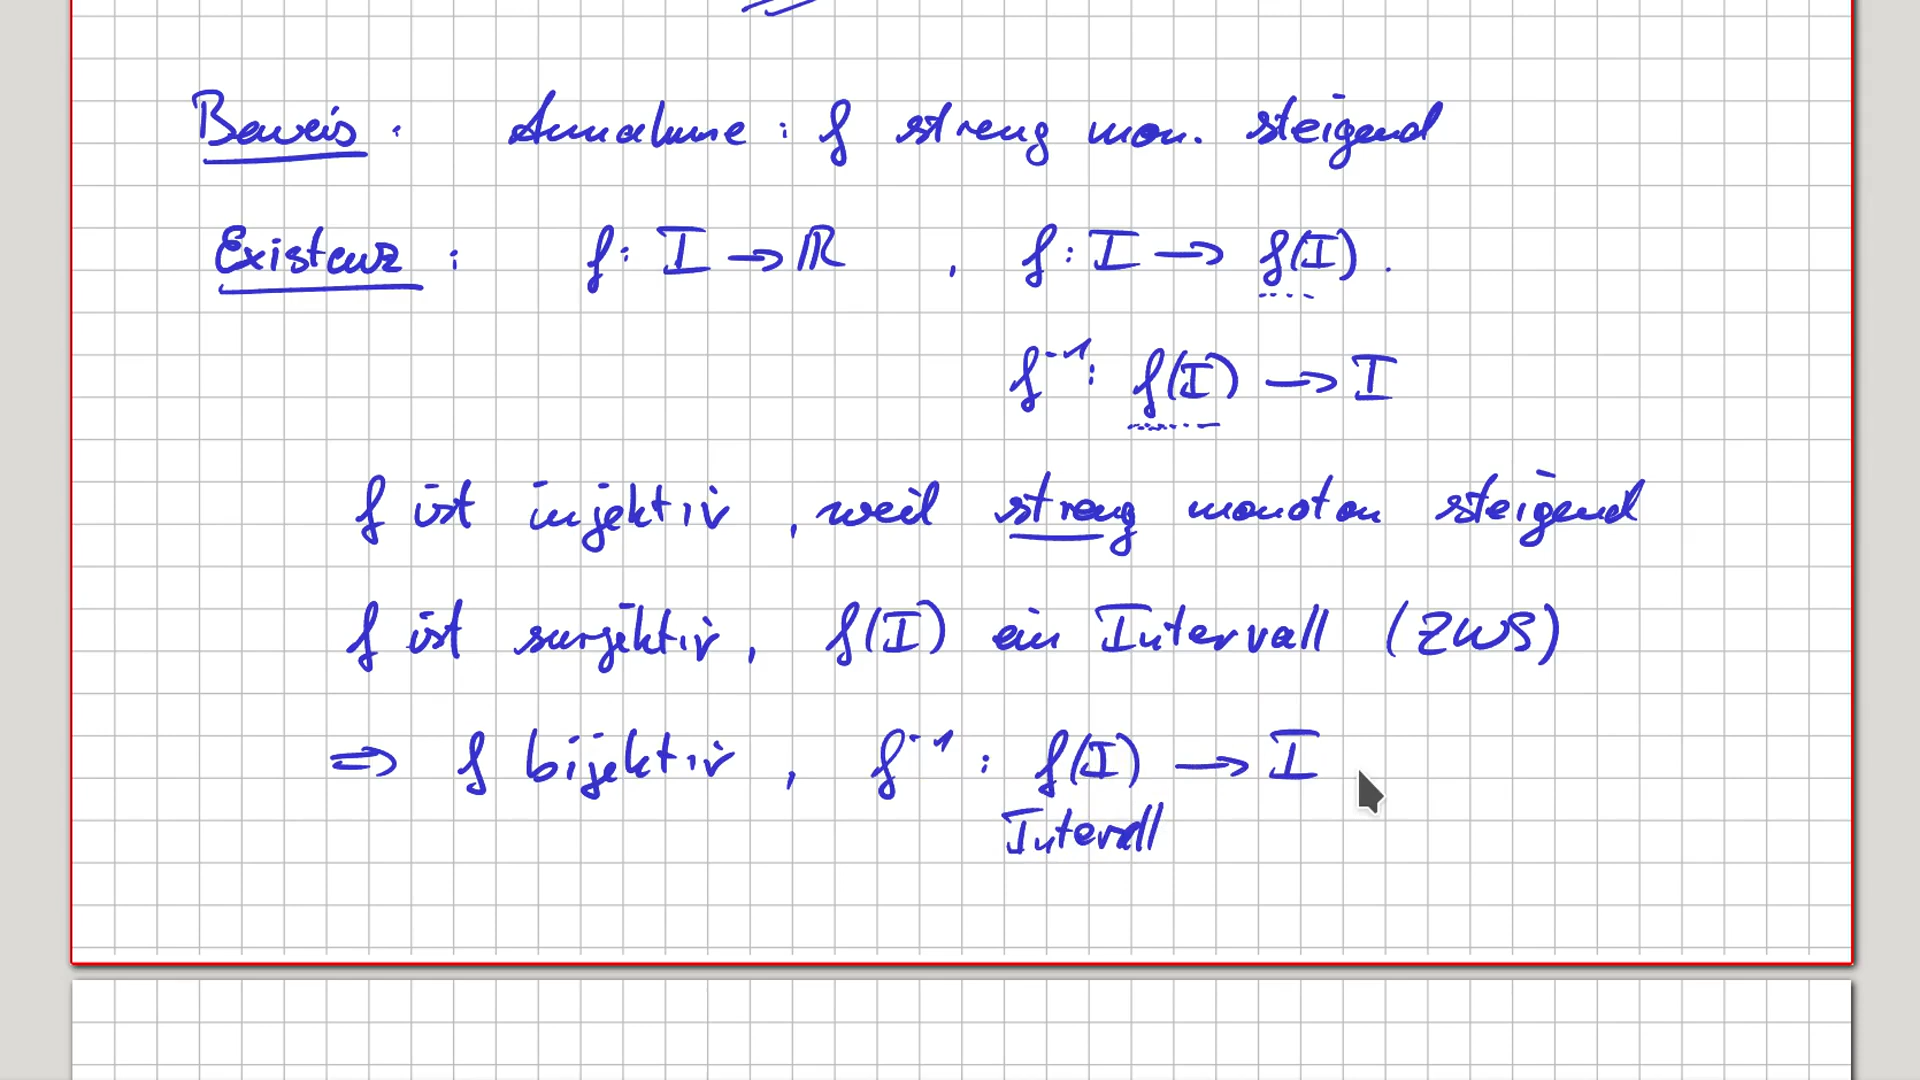 Beweis: Annahme: f streng mon. steigend
Existenz: f: I → ℝ, f: I → f(I).
f⁻¹: f(I) → I
f ist injektiv, weil streng monoton steigend
f ist surjektiv, f(I) ein Intervall (ZWS)
⇒ f bijektiv, f⁻¹: f(I) → I
Intervall